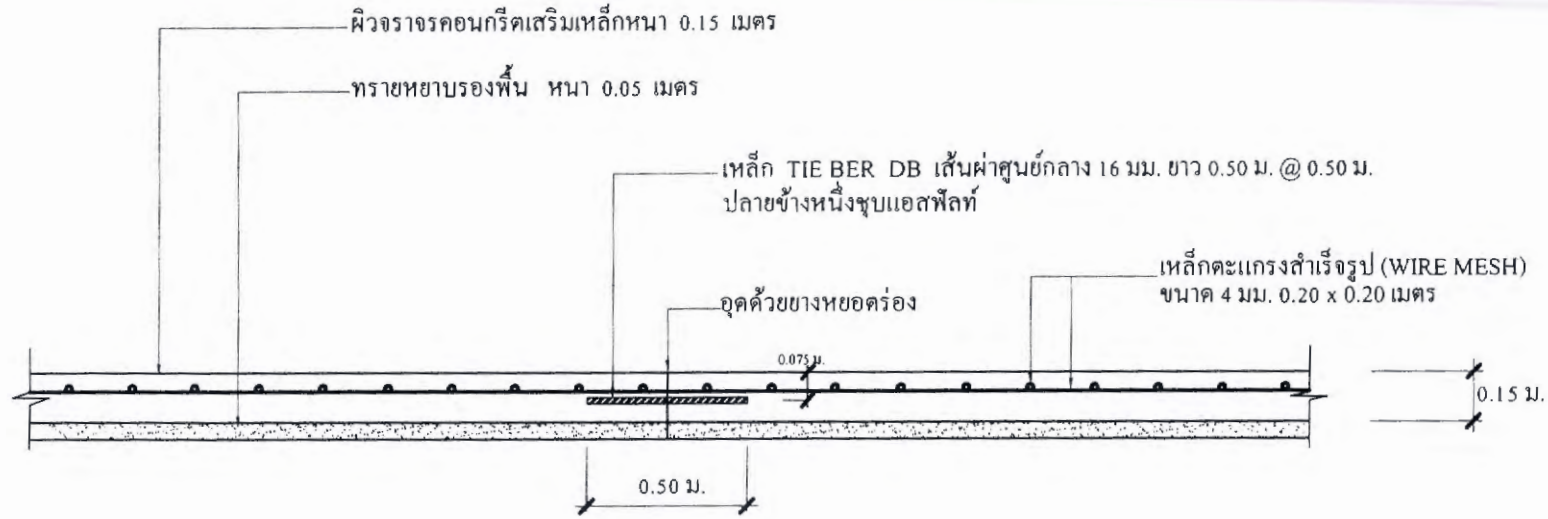 ผิวจราจรคอนกรีตเสริมเหล็กหนา 0.15 เมตร
ทรายหยาบรองพื้น หนา 0.05 เมตร
เหล็ก TIE BER DB เส้นผ่าศูนย์กลาง 16 มม. ยาว 0.50 ม. @ 0.50 ม.
ปลายข้างหนึ่งชุบแอสฟัลท์
เหล็กตะแกรงสำเร็จรูป (WIRE MESH)
ขนาด 4 มม. 0.20 x 0.20 เมตร
อุดด้วยยางหยอดร่อง
0.075 ม.
0.15 ม.
0.50 ม.